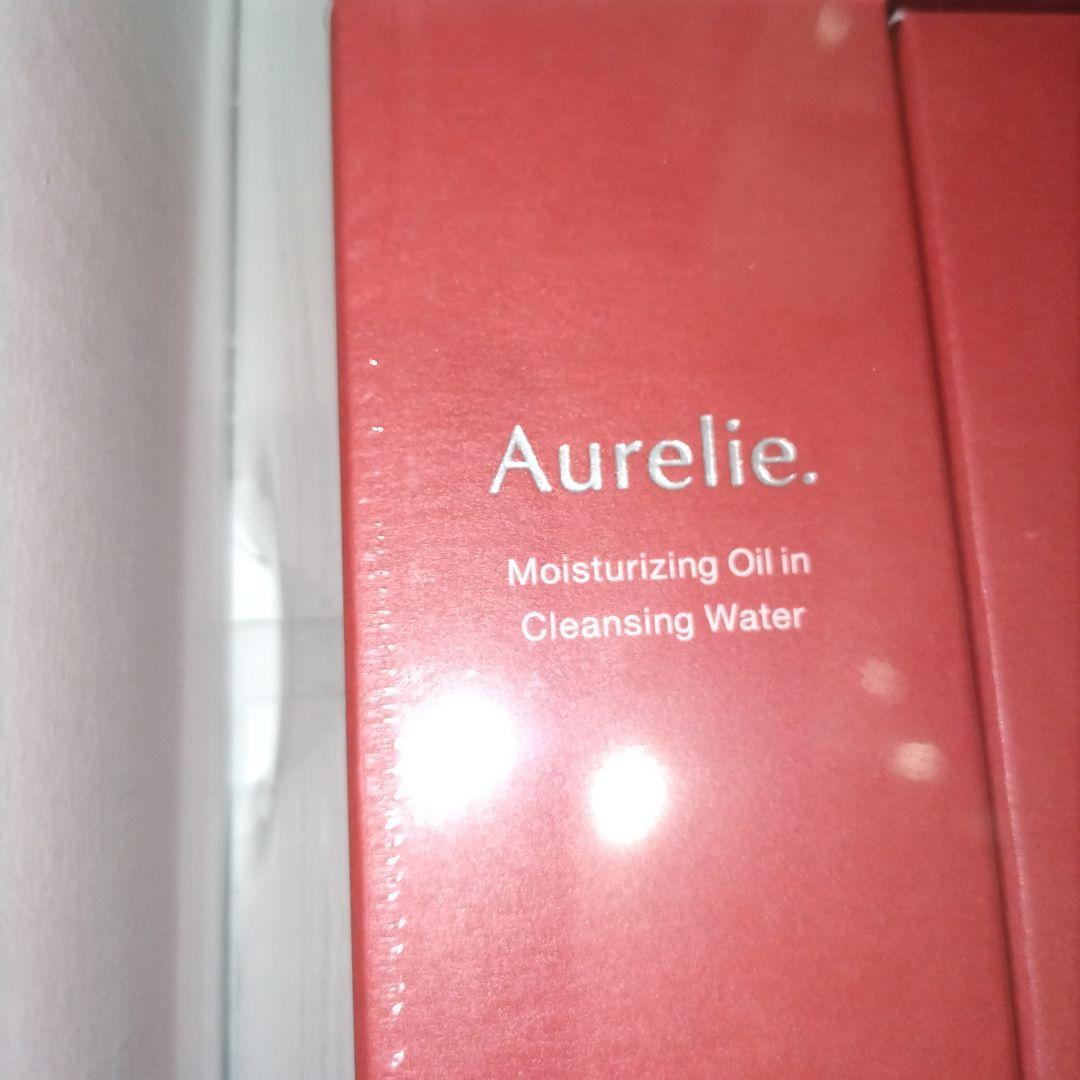 Aurelie.
Moisturizing Oil in
Cleansing Water